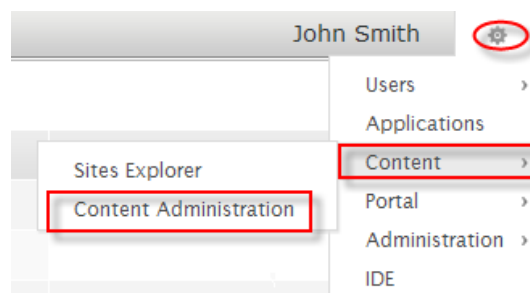 John Smith
Users
Applications
Content
Sites Explorer
Content Administration
Portal
Administration
IDE